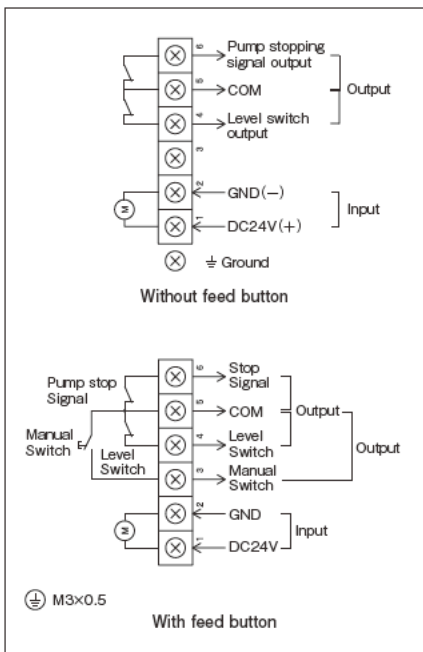 6
Pump stopping
signal output
5
COM
Output
4
Level switch
output
3
2
GND(−)
M
Input
1
DC24V(+)
Ground
Without feed button
6
Stop
Signal
Pump stop
Signal
5
COM
Output
Manual
Switch
Level
Switch
4
Level
Switch
Output
3
Manual
Switch
2
GND
M
Input
1
DC24V
M3×0.5
With feed button